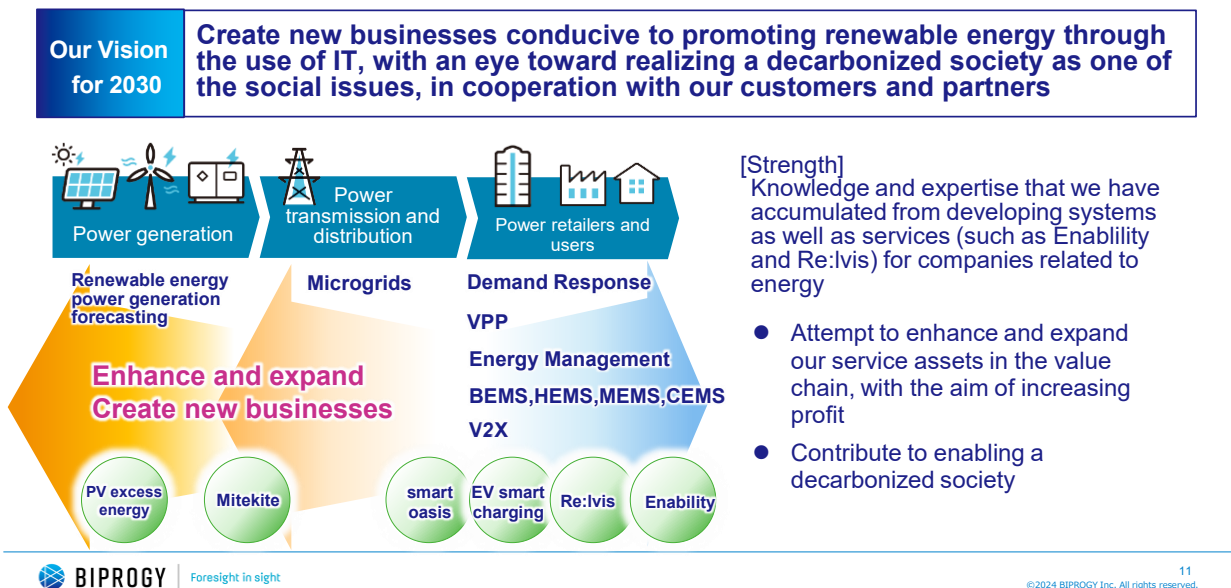 Our Vision
for 2030
Create new businesses conducive to promoting renewable energy through
the use of IT, with an eye toward realizing a decarbonized society as one of
the social issues, in cooperation with our customers and partners
Power generation
Power
transmission and
distribution
Power retailers and
users
Renewable energy
power generation
forecasting
Microgrids
Demand Response
VPP
Energy Management
BEMS,HEMS,MEMS,CEMS
V2X
Enhance and expand
Create new businesses
PV excess
energy
Mitekite
smart
oasis
EV smart
charging
Re:lvis
Enability
[Strength]
Knowledge and expertise that we have
accumulated from developing systems
as well as services (such as Enablility
and Re:lvis) for companies related to
energy
● Attempt to enhance and expand
our service assets in the value
chain, with the aim of increasing
profit
● Contribute to enabling a
decarbonized society
BIPROGY
Foresight in sight
11
©2024 BIPROGY Inc. All rights reserved.